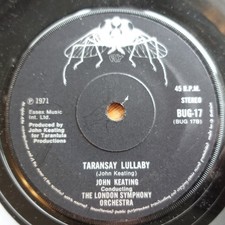 ℗ 1971
Essex Music
Int. Ltd.
Produced by
John Keating for
Tarantula
Productions
45 R.P.M.
STEREO
BUG-17
(BUG 17B)
TARANSAY LULLABY
(John Keating)
JOHN KEATING
Conducting
THE LONDON SYMPHONY
ORCHESTRA